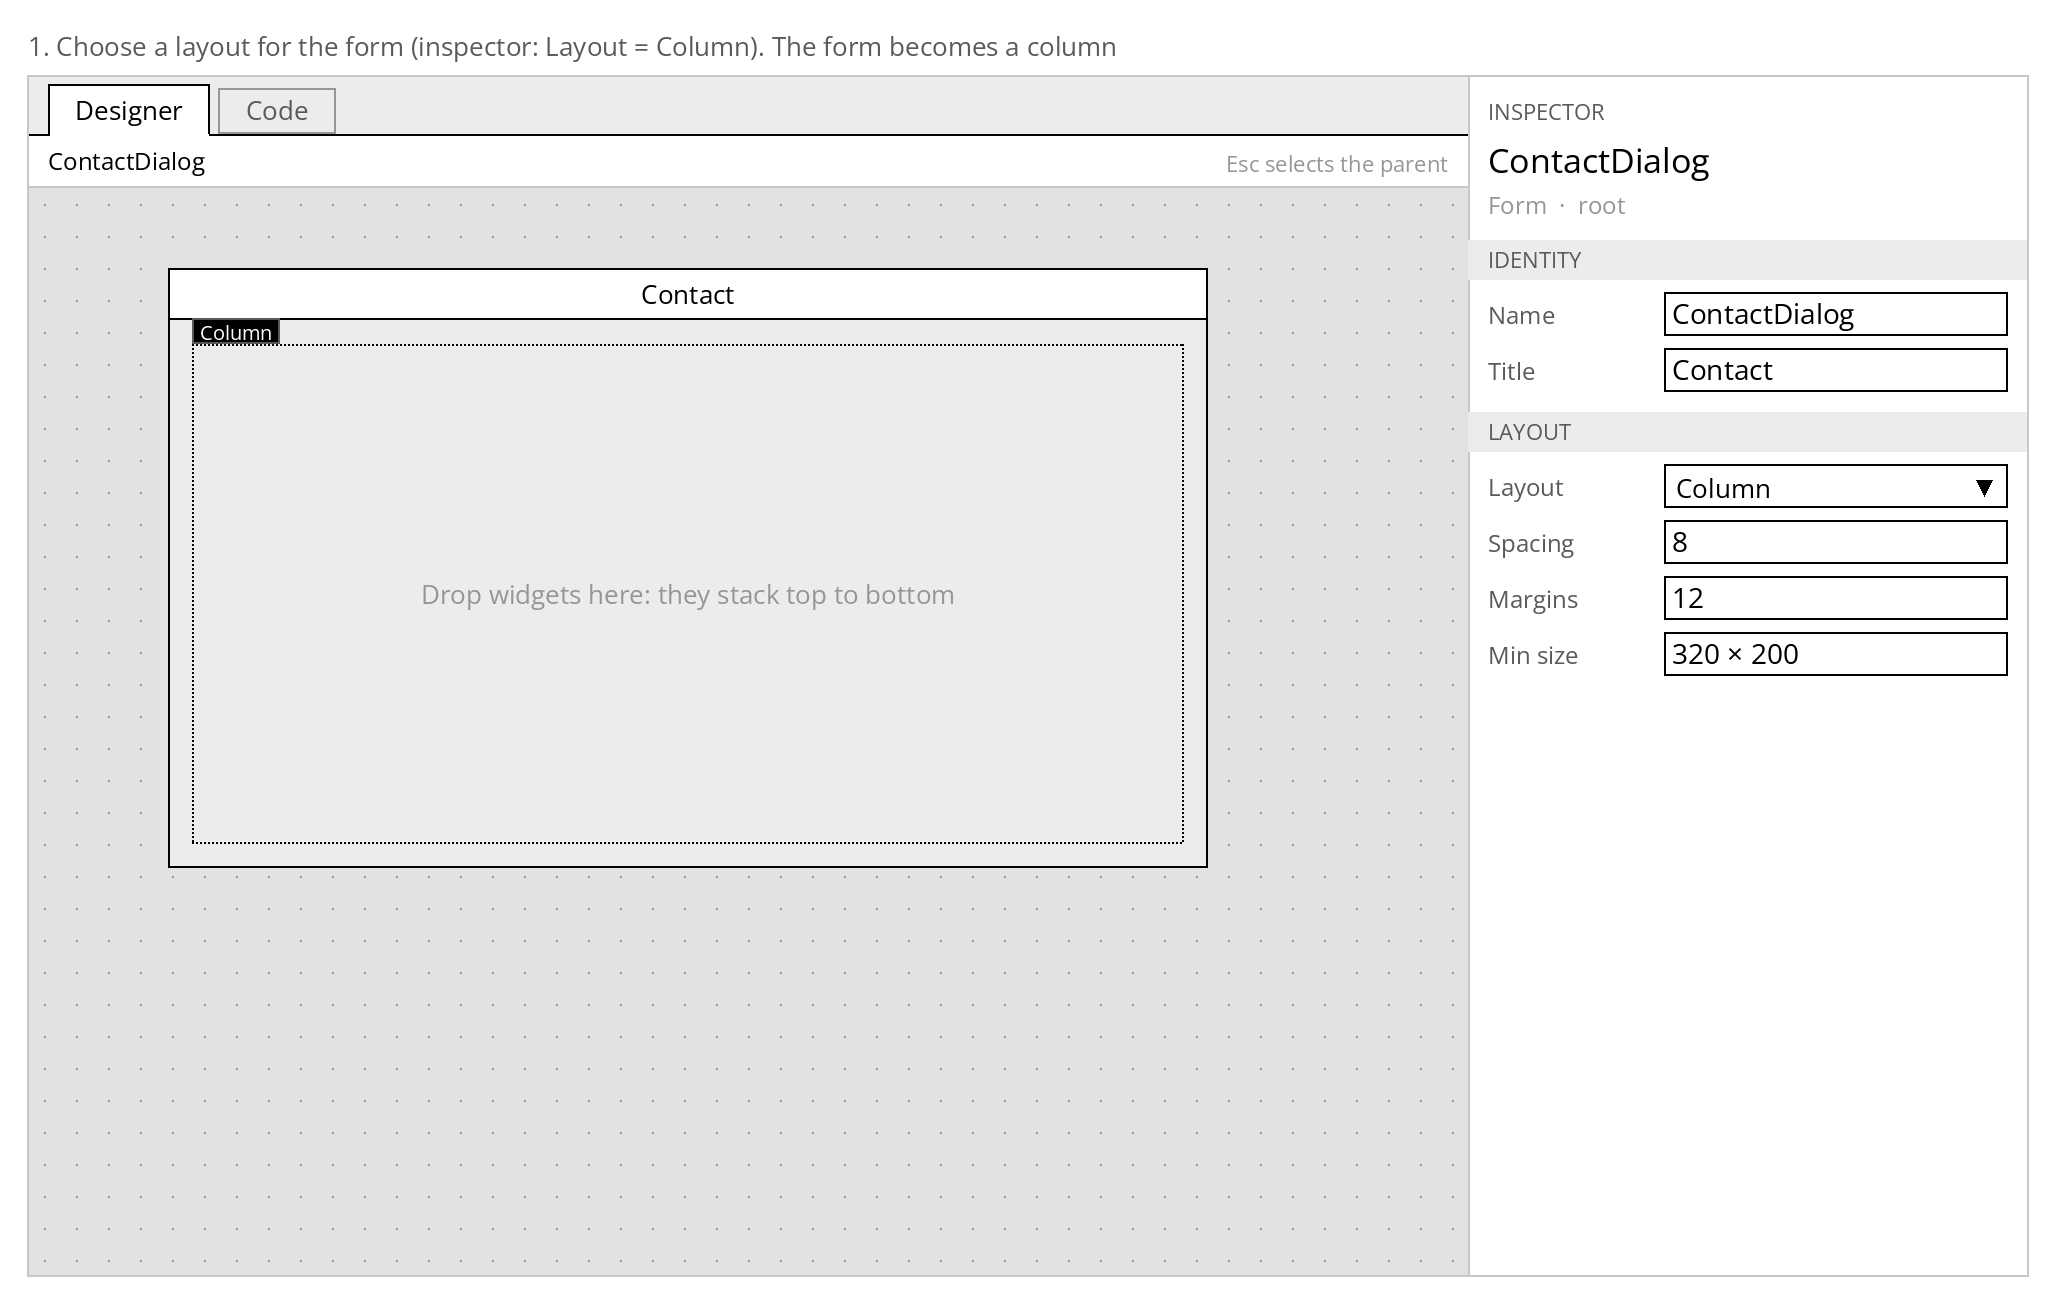 1. Choose a layout for the form (inspector: Layout = Column). The form becomes a column
Designer
Code
ContactDialog
Esc selects the parent
Contact
Column
Drop widgets here: they stack top to bottom
INSPECTOR
ContactDialog
Form · root
IDENTITY
Name
ContactDialog
Title
Contact
LAYOUT
Layout
Column
Spacing
8
Margins
12
Min size
320 × 200